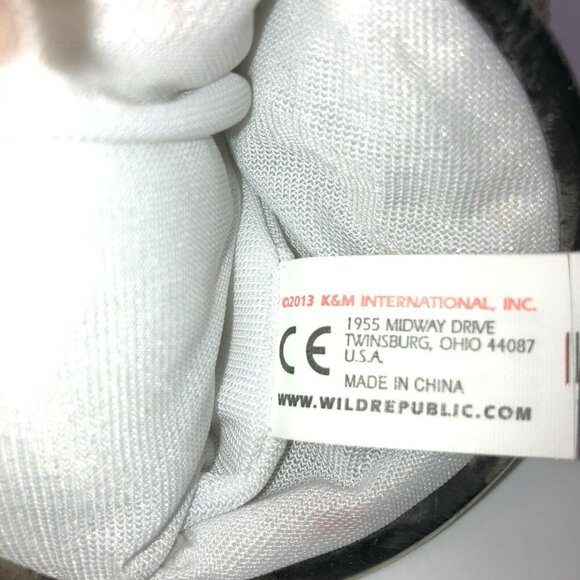 ©2013 K&M INTERNATIONAL, INC.
CE
1955 MIDWAY DRIVE
TWINSBURG, OHIO 44087
U.S.A.
MADE IN CHINA
WWW.WILDREPUBLIC.COM